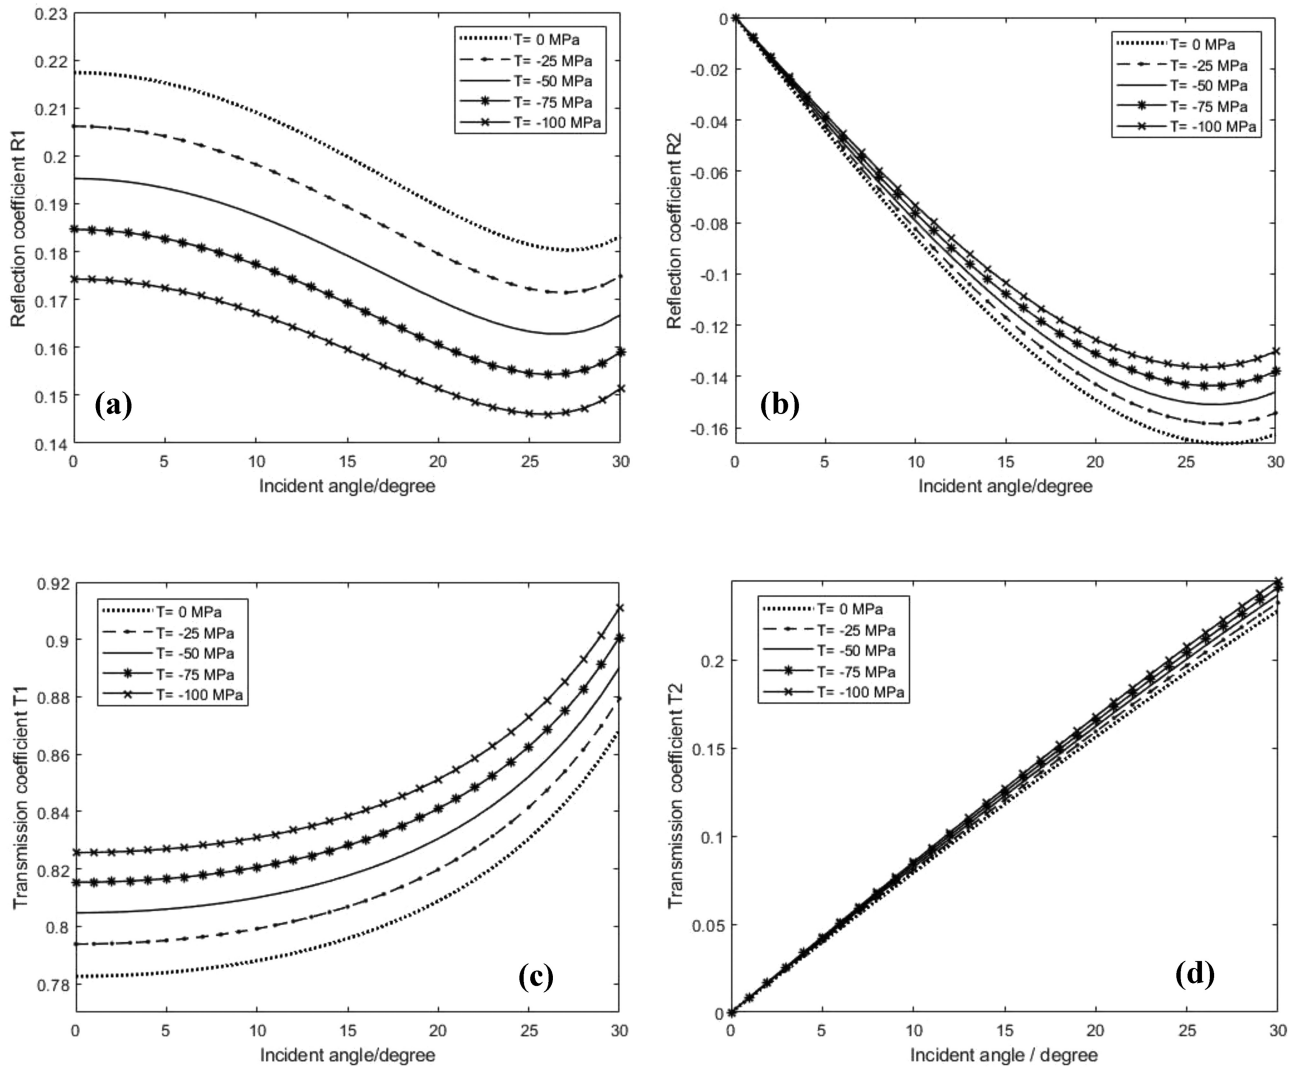 0.23
0.22
0.21
0.2
0.19
0.18
0.17
0.16
0.15
0.14
Reflection coefficient R1
T= 0 MPa
T= -25 MPa
T= -50 MPa
T= -75 MPa
T= -100 MPa
(a)
0 5 10 15 20 25 30
Incident angle/degree
0
-0.02
-0.04
-0.06
-0.08
-0.1
-0.12
-0.14
-0.16
Reflection coefficient R2
T= 0 MPa
T= -25 MPa
T= -50 MPa
T= -75 MPa
T= -100 MPa
(b)
0 5 10 15 20 25 30
Incident angle/degree
0.92
0.9
0.88
0.86
0.84
0.82
0.8
0.78
Transmission coefficient T1
T= 0 MPa
T= -25 MPa
T= -50 MPa
T= -75 MPa
T= -100 MPa
(c)
0 5 10 15 20 25 30
Incident angle/degree
0.2
0.15
0.1
0.05
0
Transmission coefficient T2
T= 0 MPa
T= -25 MPa
T= -50 MPa
T= -75 MPa
T= -100 MPa
(d)
0 5 10 15 20 25 30
Incident angle / degree